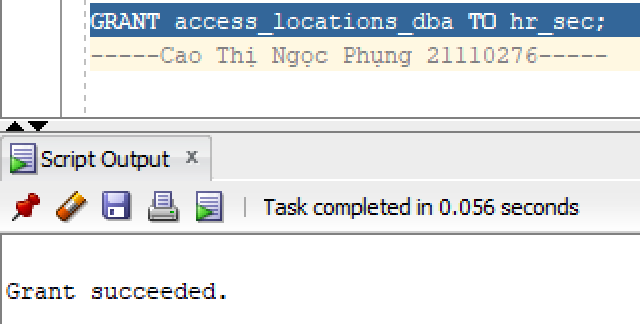 GRANT access_locations_dba TO hr_sec;
-----Cao Thị Ngọc Phụng 21110276-----
Script Output x
Task completed in 0.056 seconds
Grant succeeded.